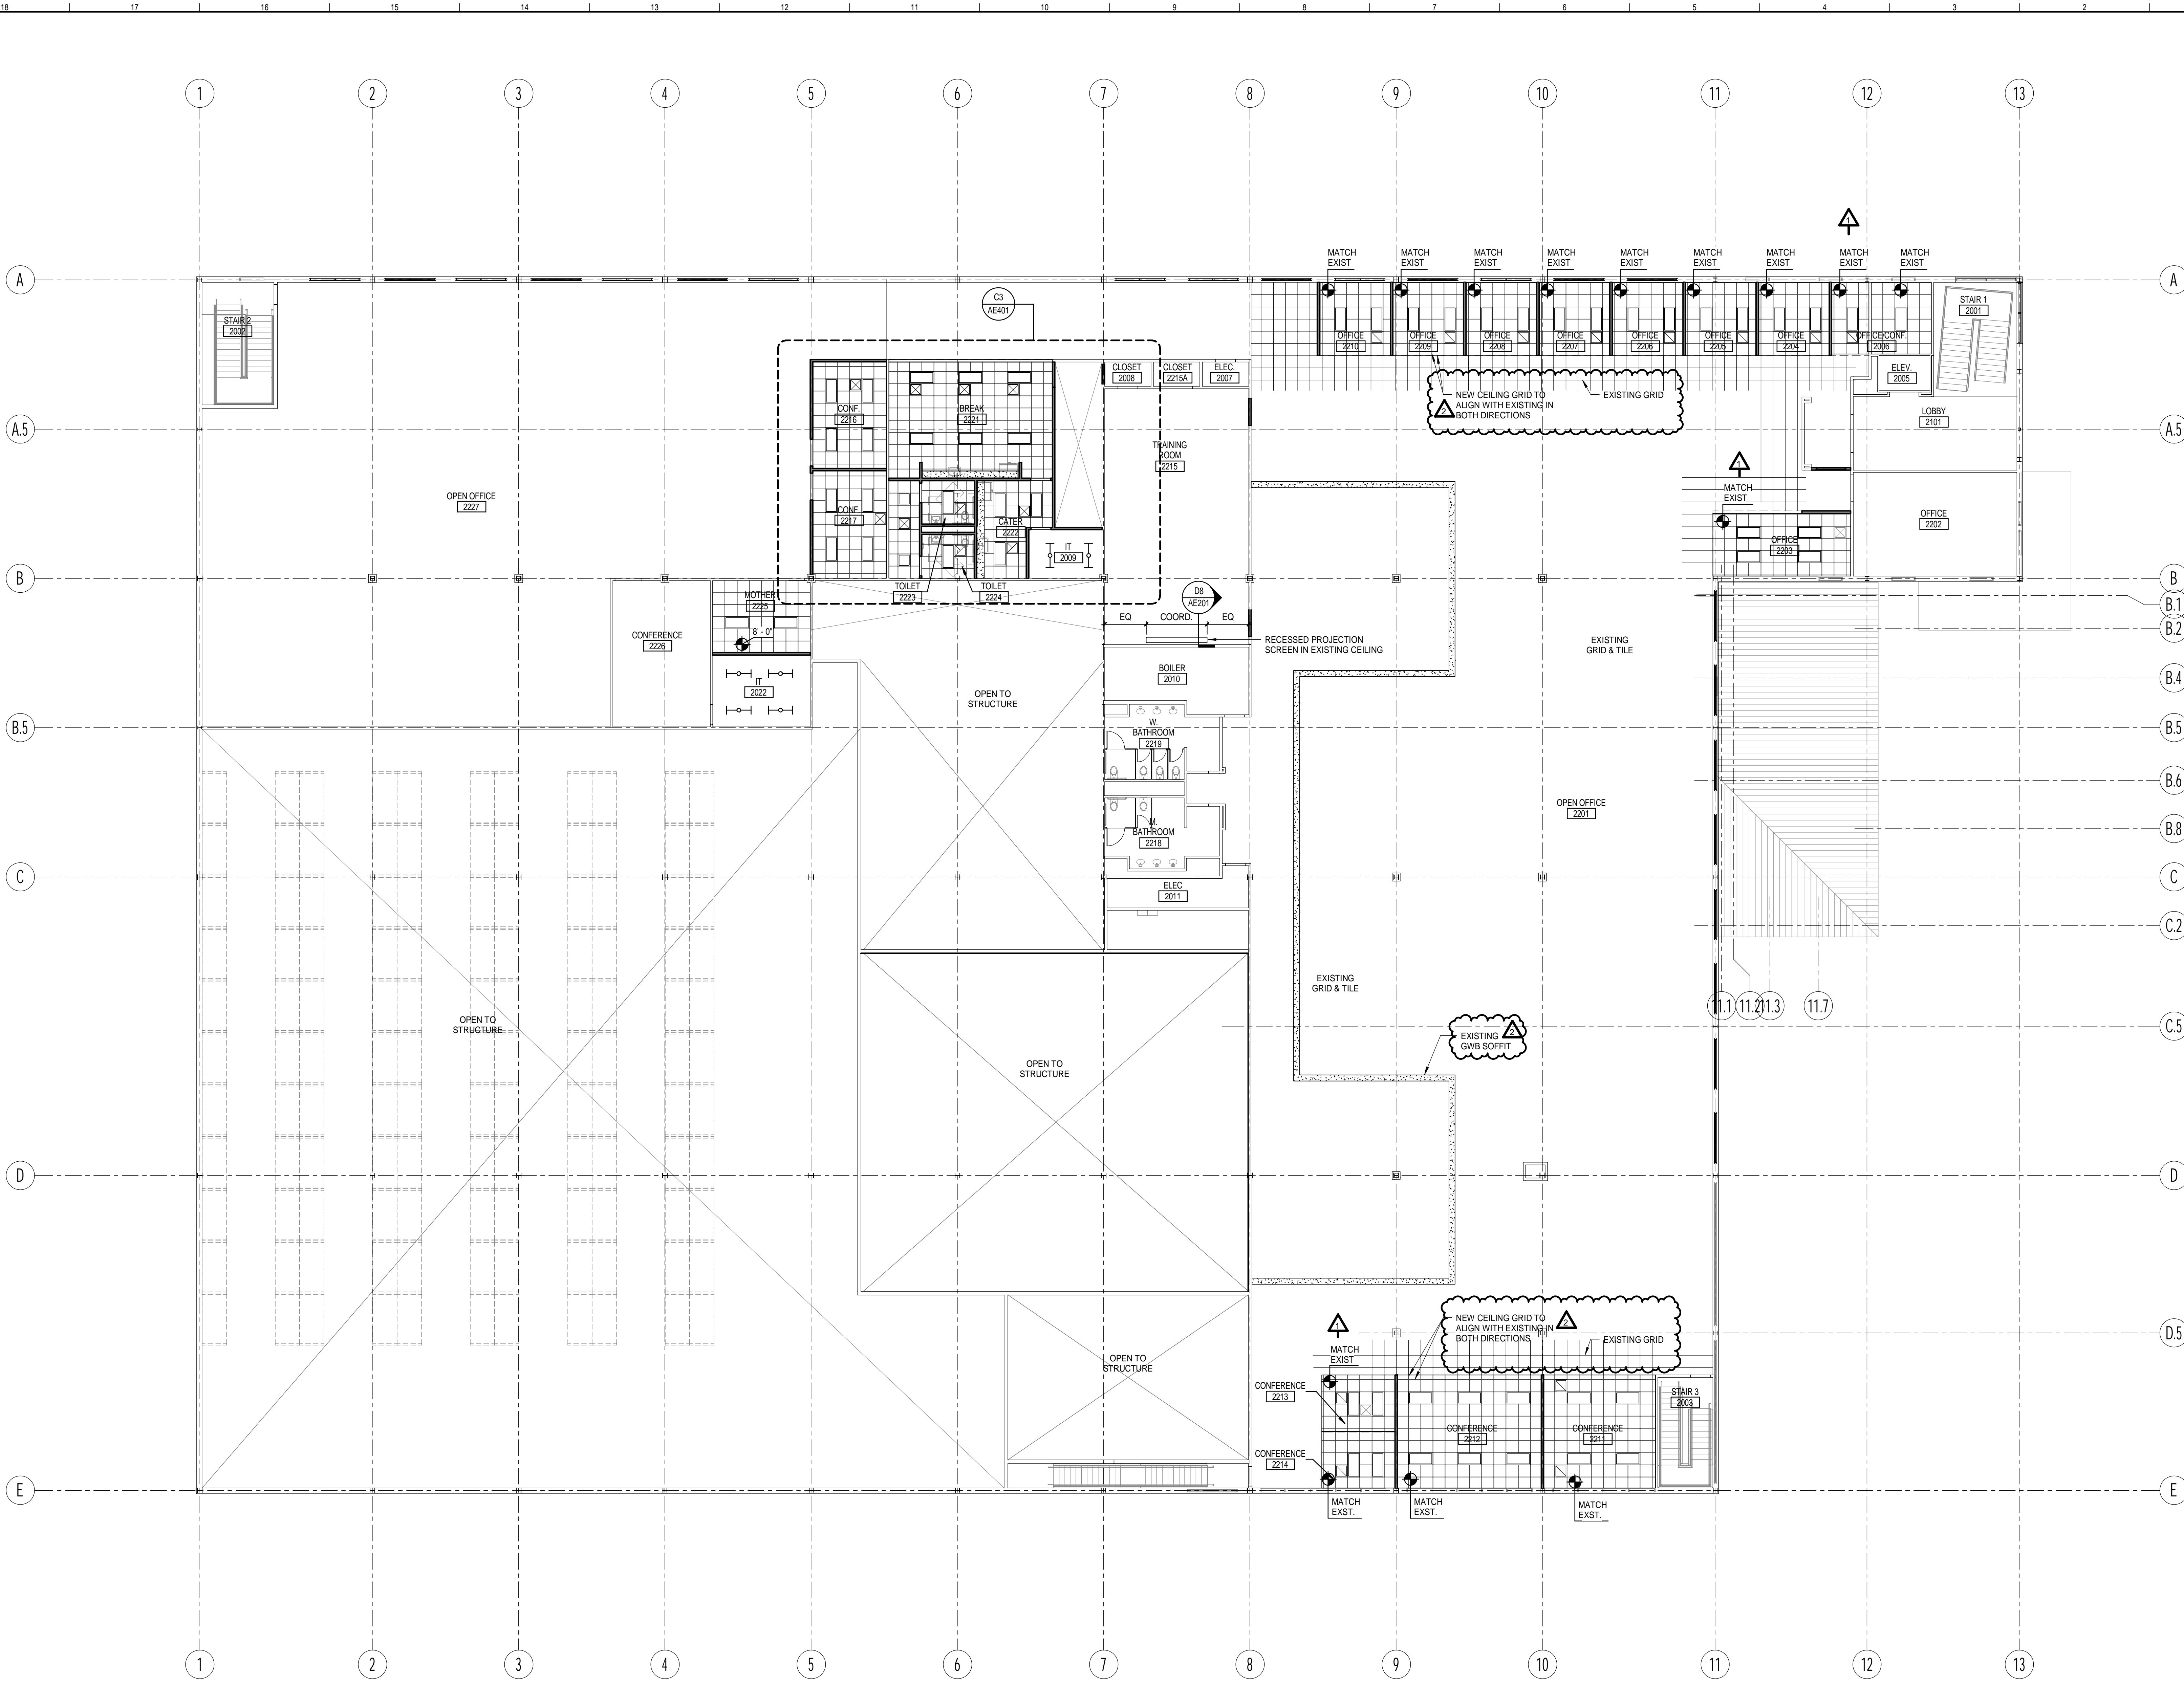 18 17 16 15 14 13 12 11 10 9 8 7 6 5 4 3 2
1 2 3 4 5 6 7 8 9 10 11 12 13
1
MATCH MATCH MATCH MATCH MATCH MATCH MATCH MATCH MATCH
EXIST EXIST EXIST EXIST EXIST EXIST EXIST EXIST EXIST
A
A
C3
AE401
STAIR 2
2002
STAIR 1
2001
OFFICE
2210
OFFICE
2209
OFFICE
2208
OFFICE
2207
OFFICE
2206
OFFICE
2205
OFFICE
2204
OFFICE/CONF.
2006
CLOSET
2008
CLOSET
2215A
ELEC.
2007
ELEV.
2005
NEW CEILING GRID TO
ALIGN WITH EXISTING IN
BOTH DIRECTIONS
2
EXISTING GRID
CONF.
2216
BREAK
2221
LOBBY
2101
A.5
A.5
TRAINING
ROOM
2215
1
MATCH
EXIST
OPEN OFFICE
2227
CONF.
2217
CATER
2222
OFFICE
2202
OFFICE
2203
IT
2009
B
B
TOILET
2223
TOILET
2224
D8
AE201
MOTHER
2225
8' - 0"
B.1
B.2
EQ COORD. EQ
CONFERENCE
2226
RECESSED PROJECTION
SCREEN IN EXISTING CEILING
EXISTING
GRID & TILE
BOILER
2010
IT
2022
B.4
OPEN TO
STRUCTURE
B.5
B.5
W.
BATHROOM
2219
B.6
OPEN OFFICE
2201
M.
BATHROOM
2218
B.8
C
C
ELEC
2011
C.2
EXISTING
GRID & TILE
11.1 11.2 11.3 11.7
OPEN TO
STRUCTURE
C.5
EXISTING
GWB SOFFIT
2
OPEN TO
STRUCTURE
D
D
NEW CEILING GRID TO
ALIGN WITH EXISTING IN
BOTH DIRECTIONS
2
EXISTING GRID
D.5
1
MATCH
EXIST
OPEN TO
STRUCTURE
CONFERENCE
2213
STAIR 3
2003
CONFERENCE
2212
CONFERENCE
2211
CONFERENCE
2214
E
E
MATCH
EXST.
MATCH
EXST.
MATCH
EXST.
1 2 3 4 5 6 7 8 9 10 11 12 13